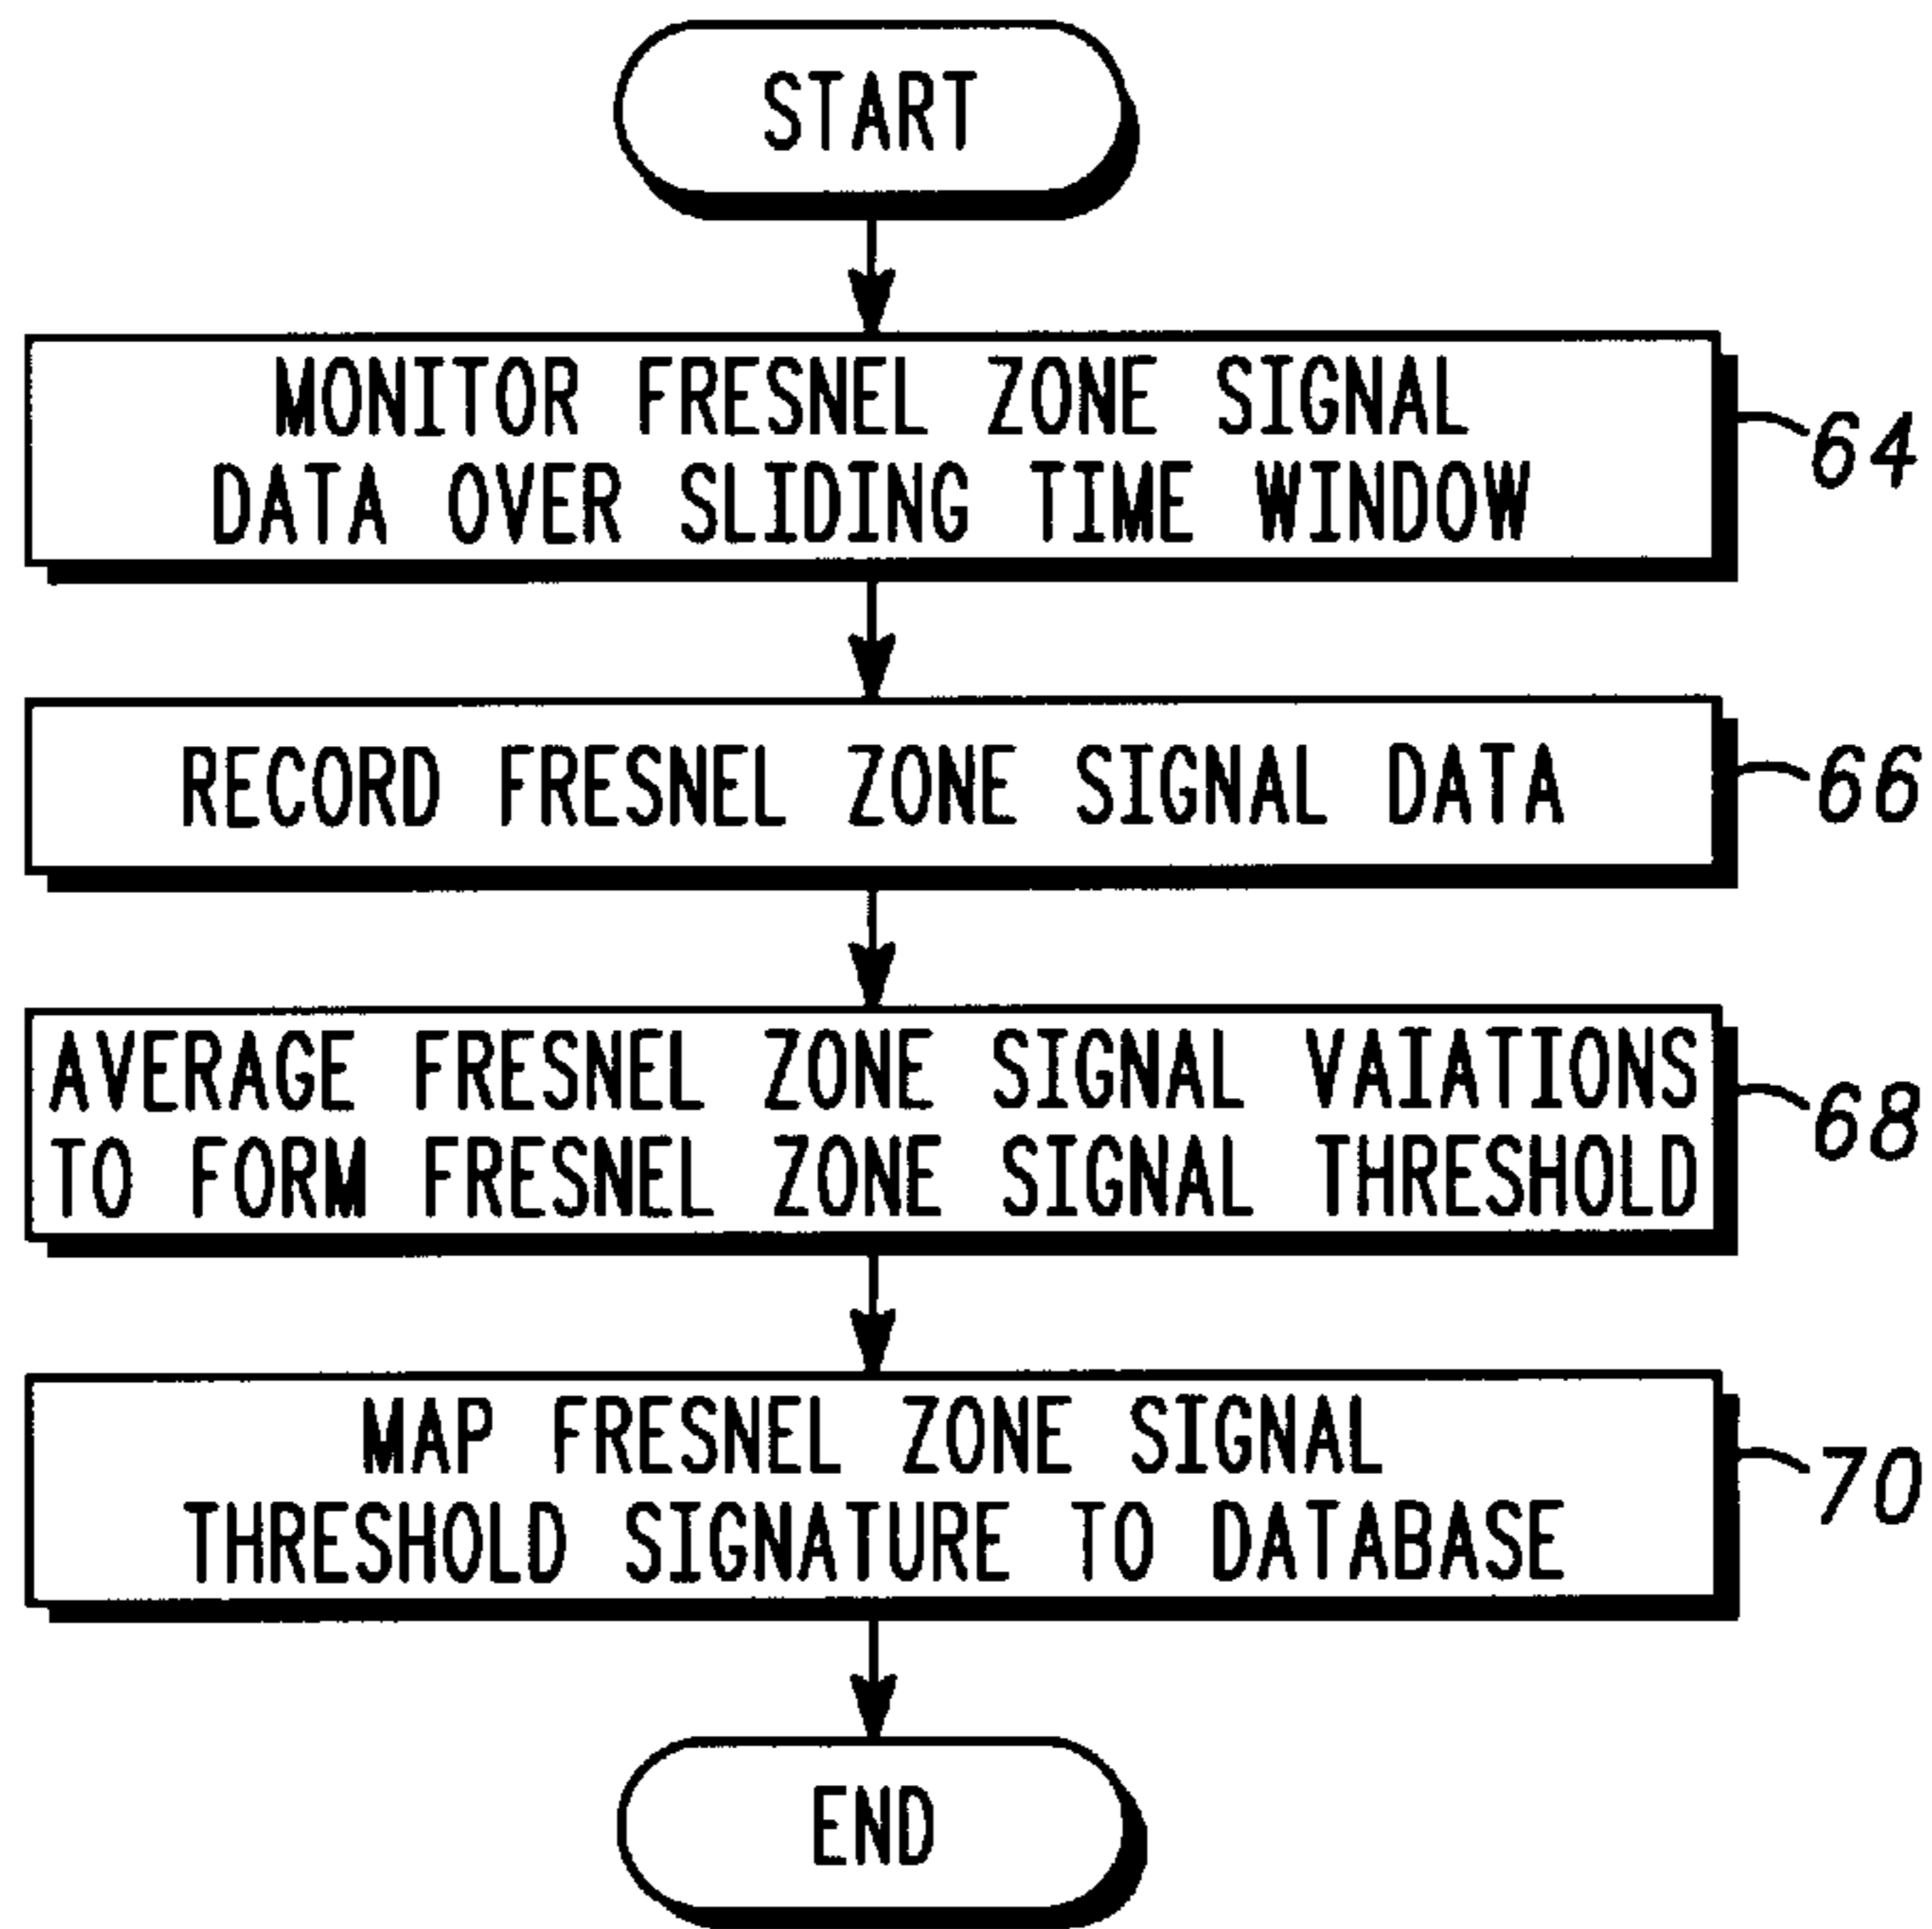 START
MONITOR FRESNEL ZONE SIGNAL
DATA OVER SLIDING TIME WINDOW
64
RECORD FRESNEL ZONE SIGNAL DATA
66
AVERAGE FRESNEL ZONE SIGNAL VAIATIONS
TO FORM FRESNEL ZONE SIGNAL THRESHOLD
68
MAP FRESNEL ZONE SIGNAL
THRESHOLD SIGNATURE TO DATABASE
70
END